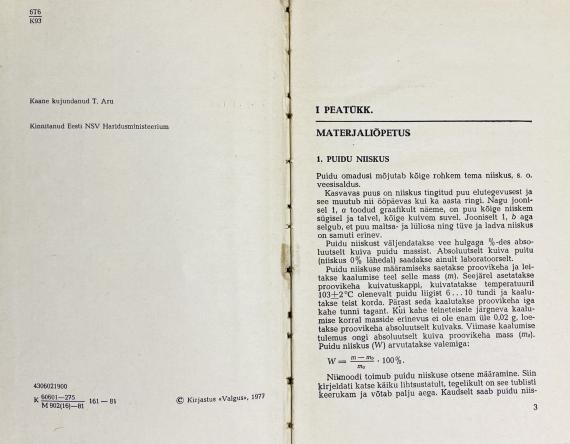 6T6
K93
Kaane kujundanud T. Aru
Kinnitanud Eesti NSV Haridusministeerium
4306021900
K 60601—275 / M 902(16)—81 161 — 81
© Kirjastus «Valgus», 1977
I PEATÜKK.
MATERJALIÕPETUS
1. PUIDU NIISKUS
Puidu omadusi mõjutab kõige rohkem tema niiskus, s. o.
veesisaldus.
Kasvavas puus on niiskus tingitud puu elutegevusest ja
see muutub nii ööpäevas kui ka aasta ringi. Nagu jooni-
sel 1, a toodud graafikult näeme, on puu kõige niiskem
sügisel ja talvel, kõige kuivem suvel. Jooniselt 1, b aga
selgub, et puu maltsa- ja lüliosa ning tüve ja ladva niiskus
on samuti erinev.
Puidu niiskust väljendatakse vee hulgaga %-des abso-
luutselt kuiva puidu massist. Absoluutselt kuiva puitu
(niiskus 0% lähedal) saadakse ainult laboratoorselt.
Puidu niiskuse määramiseks saetakse proovikeha ja lei-
takse kaalumise teel selle mass (m). Seejärel asetatakse
proovikeha kuivatuskappi, kuivatatakse temperatuuril
103±2°C olenevalt puidu liigist 6...10 tundi ja kaalu-
takse teist korda. Pärast seda kaalutakse proovikeha iga
kahe tunni tagant. Kui kahe teineteisele järgneva kaalu-
mise korral masside erinevus ei ole enam üle 0,02 g, loe-
takse proovikeha absoluutselt kuivaks. Viimase kaalumise
tulemus ongi absoluutselt kuiva proovikeha mass (m₀).
Puidu niiskus (W) arvutatakse valemiga:
W = m — m₀ / m₀ · 100%.
Niimoodi toimub puidu niiskuse otsene määramine. Siin
kirjeldati katse käiku lihtsustatult, tegelikult on see tublisti
keerukam ja võtab palju aega. Kaudselt saab puidu niis-
3